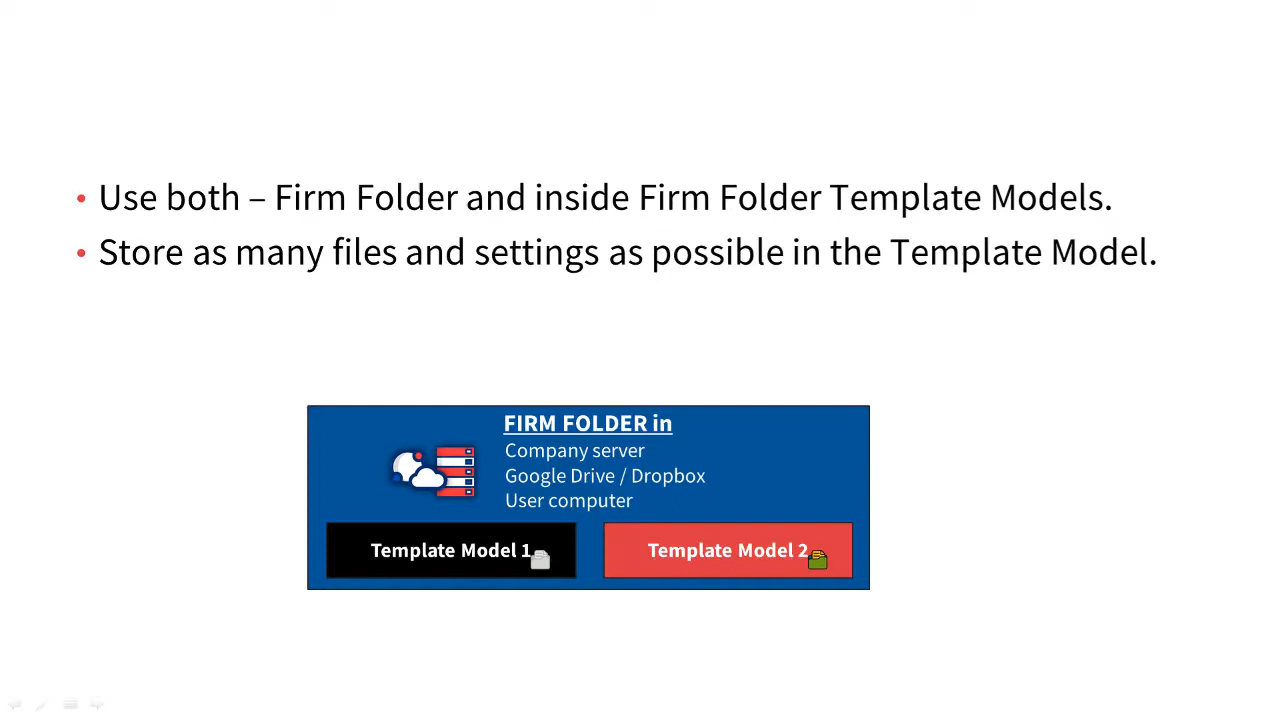 • Use both – Firm Folder and inside Firm Folder Template Models.
• Store as many files and settings as possible in the Template Model.
FIRM FOLDER in
Company server
Google Drive / Dropbox
User computer
Template Model 1
Template Model 2